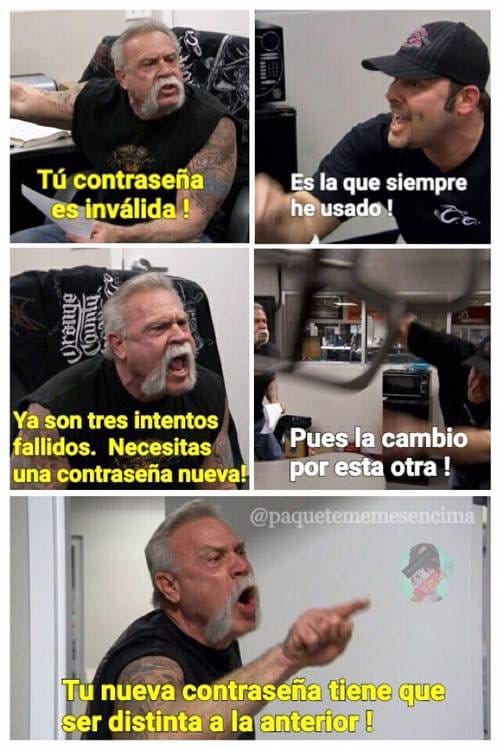 Tú contraseña
es inválida !
Es la que siempre
he usado !
Orange
County
Ya son tres intentos
fallidos. Necesitas
una contraseña nueva!
Pues la cambio
por esta otra !
@paquetememesencima
Tu nueva contraseña tiene que
ser distinta a la anterior !